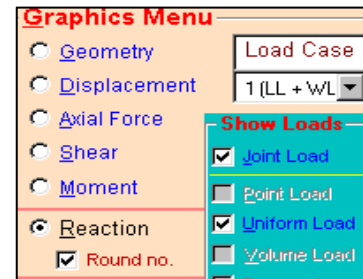 Graphics Menu
Geometry
Load Case
Displacement
1 (LL + WL
Axial Force
Show Loads
Shear
Joint Load
Moment
Point Load
Reaction
Uniform Load
Round no.
Volume Load